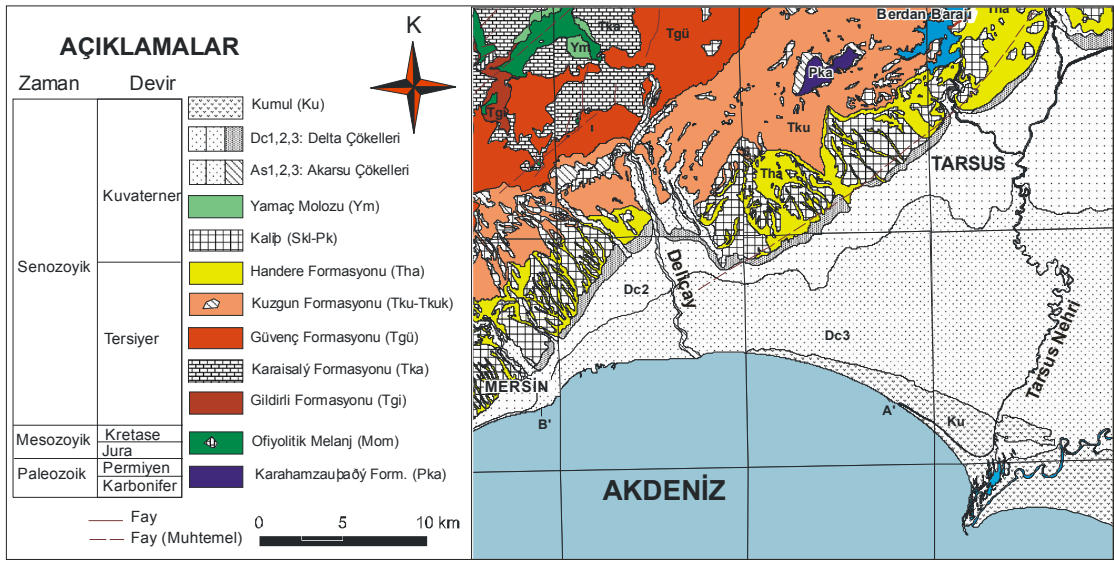 AÇIKLAMALAR
Zaman Devir
Senozoyik
Kuvaterner
Tersiyer
Mesozoyik
Kretase
Jura
Paleozoik
Permiyen
Karbonifer
Kumul (Ku)
Dc1,2,3: Delta Çökelleri
As1,2,3: Akarsu Çökelleri
Yamaç Molozu (Ym)
Kaliþ (Skl-Pk)
Handere Formasyonu (Tha)
Kuzgun Formasyonu (Tku-Tkuk)
Güvenç Formasyonu (Tgü)
Karaisalý Formasyonu (Tka)
Gildirli Formasyonu (Tgi)
Ofiyolitik Melanj (Mom)
Karahamzauþaðý Form. (Pka)
Fay
Fay (Muhtemel)
0 5 10 km
K
Berdan Barajı
Tha
Tgü
Ym
Pka
Tgi
Tku
TARSUS
Tha
Deliçay
Dc2
Tarsus Nehri
Dc3
MERSİN
A'
Ku
B'
AKDENİZ